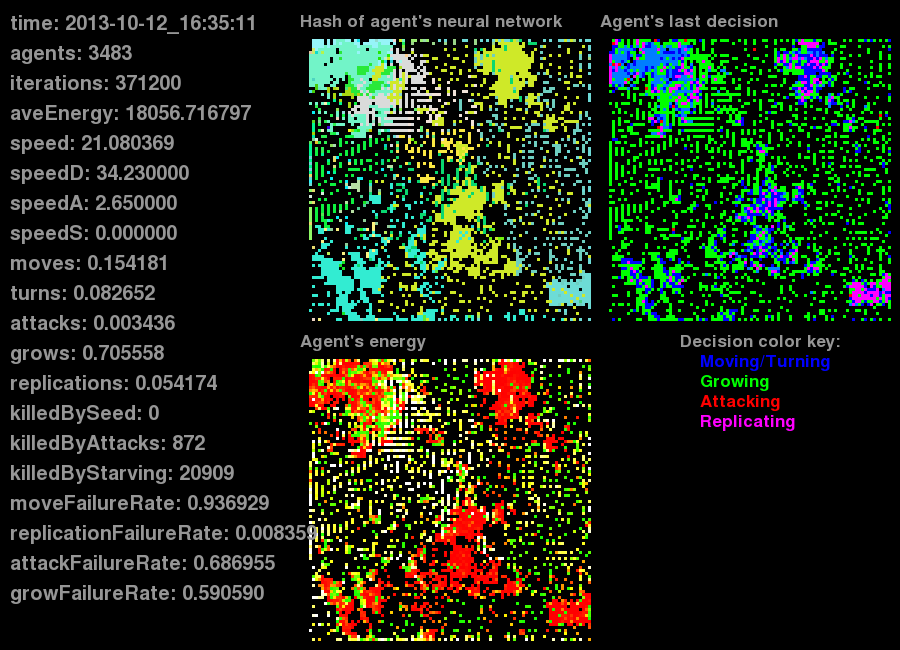 time: 2013-10-12_16:35:11
agents: 3483
iterations: 371200
aveEnergy: 18056.716797
speed: 21.080369
speedD: 34.230000
speedA: 2.650000
speedS: 0.000000
moves: 0.154181
turns: 0.082652
attacks: 0.003436
grows: 0.705558
replications: 0.054174
killedBySeed: 0
killedByAttacks: 872
killedByStarving: 20909
moveFailureRate: 0.936929
replicationFailureRate: 0.008359
attackFailureRate: 0.686955
growFailureRate: 0.590590
Hash of agent's neural network
Agent's last decision
Agent's energy
Decision color key:
Moving/Turning
Growing
Attacking
Replicating